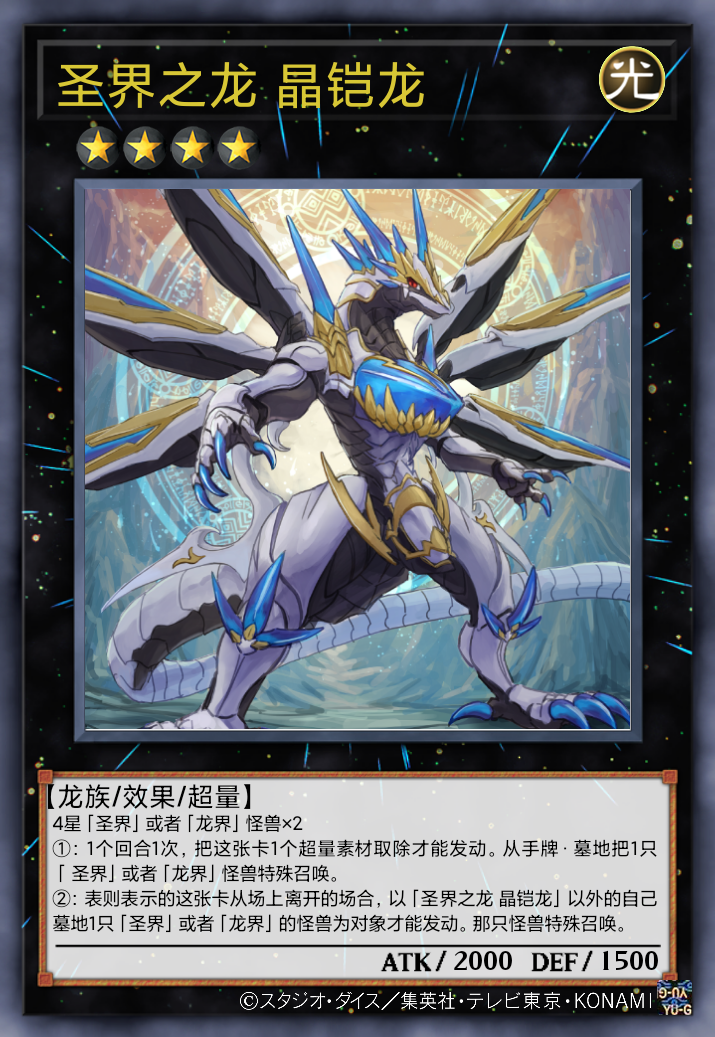 圣界之龙 晶铠龙
光
【龙族/效果/超量】
4星「圣界」或者「龙界」怪兽×2
①：1个回合1次，把这张卡1个超量素材取除才能发动。从手牌·墓地把1只
「圣界」或者「龙界」怪兽特殊召唤。
②：表则表示的这张卡从场上离开的场合，以「圣界之龙 晶铠龙」以外的自己
墓地1只「圣界」或者「龙界」的怪兽为对象才能发动。那只怪兽特殊召唤。
ATK/2000 DEF/1500
©スタジオ・ダイス／集英社・テレビ東京・KONAMI
YU-G